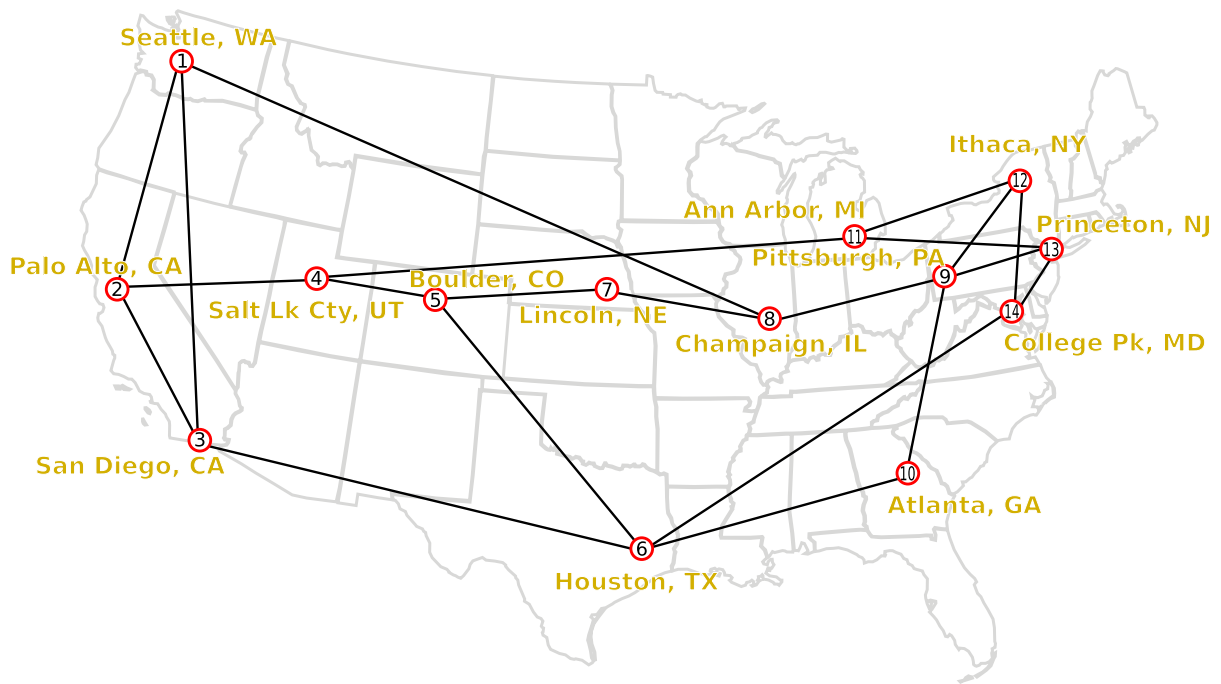 Seattle, WA
1
Ithaca, NY
12
Ann Arbor, MI
11
Princeton, NJ
13
Pittsburgh, PA
9
Palo Alto, CA
2
4
Salt Lk Cty, UT
Boulder, CO
5
7
Lincoln, NE
8
Champaign, IL
14
College Pk, MD
3
San Diego, CA
10
Atlanta, GA
6
Houston, TX